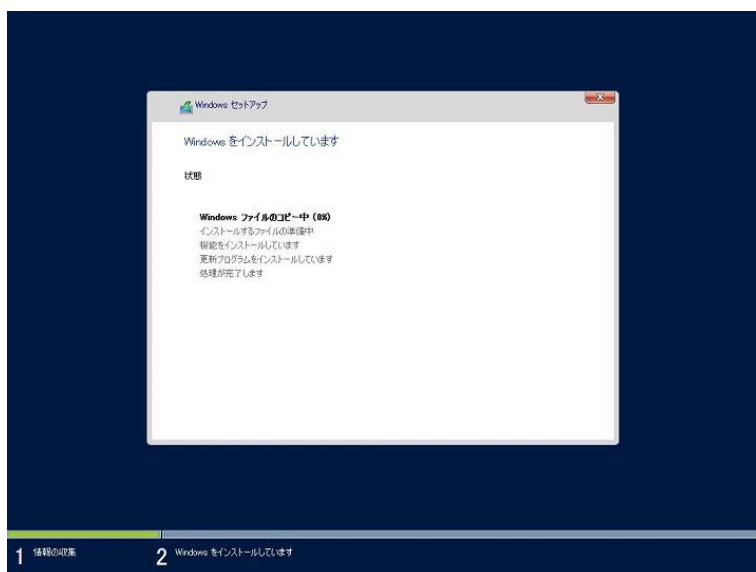 Windows セットアップ
Windows をインストールしています
状態
Windows ファイルのコピー中 (0%)
インストールするファイルの準備中
機能をインストールしています
更新プログラムをインストールしています
処理が完了します
1 情報の収集
2 Windows をインストールしています